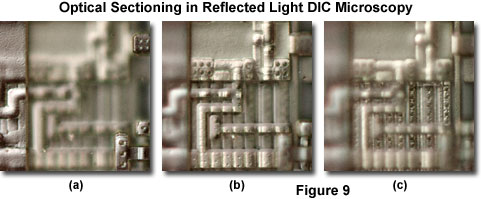 Optical Sectioning in Reflected Light DIC Microscopy
(a)
(b)
(c)
Figure 9